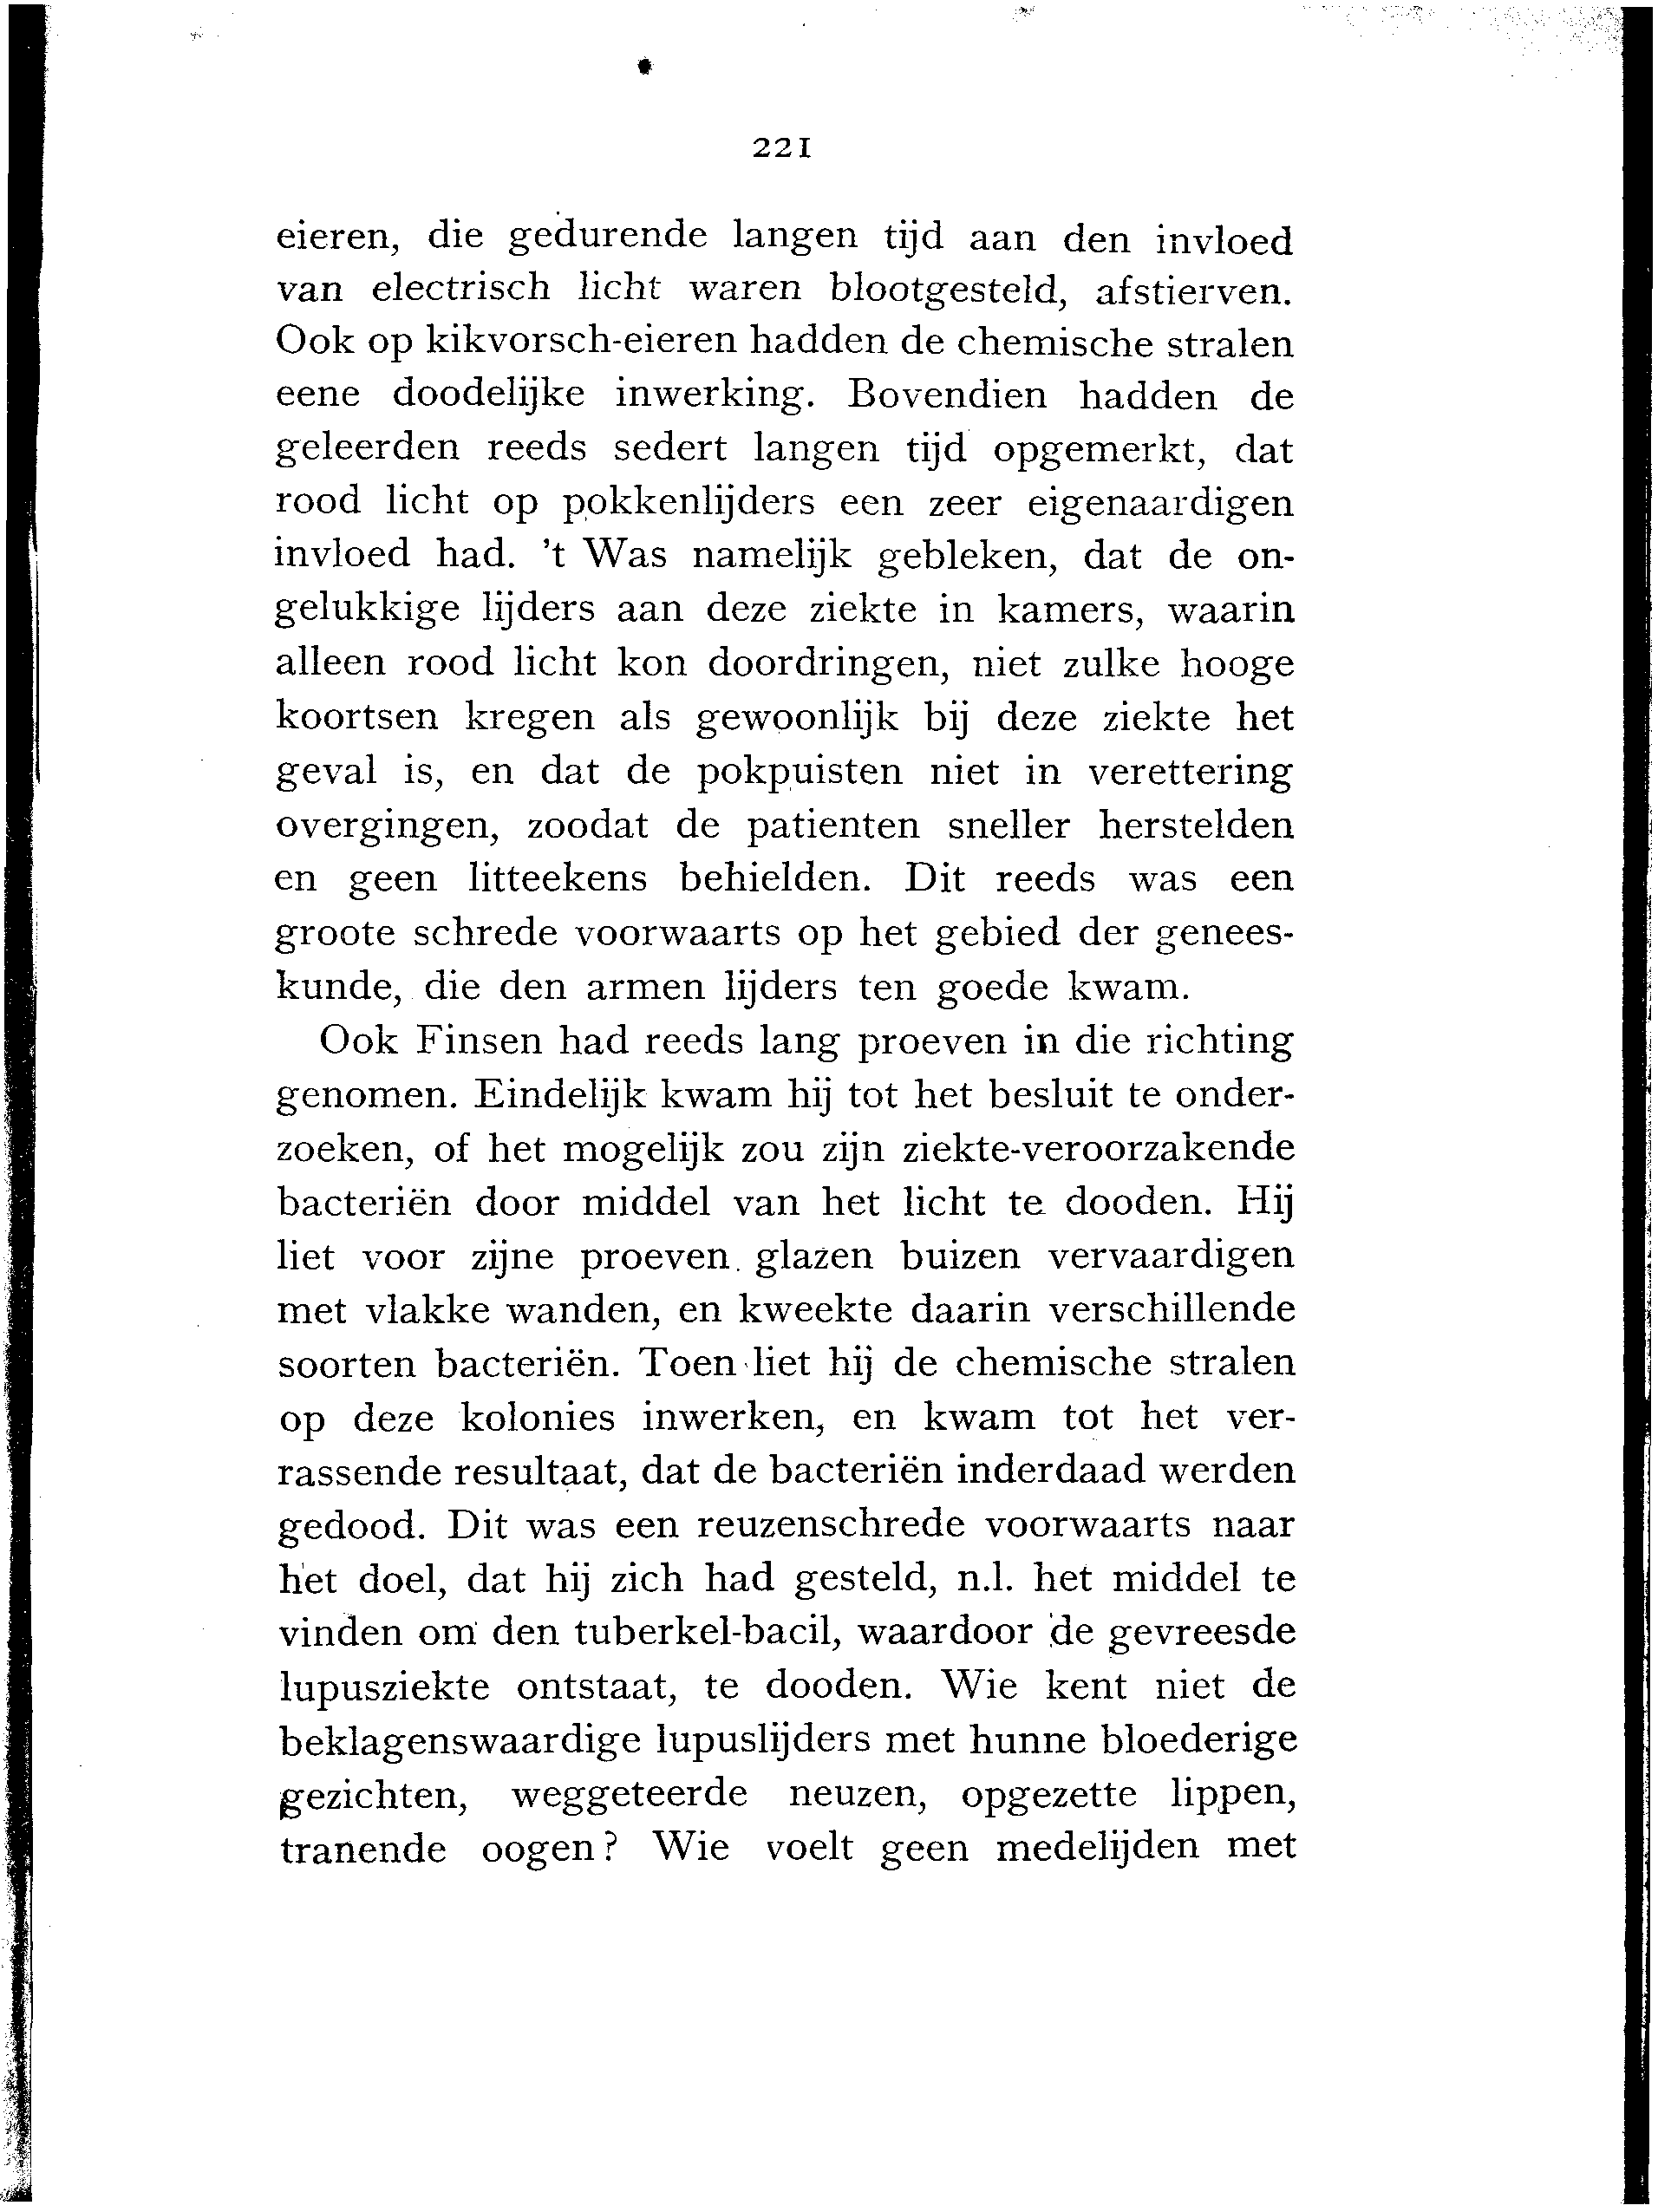 221
eieren, die gedurende langen tijd aan den invloed
van electrisch licht waren blootgesteld, afstierven.
Ook op kikvorsch-eieren hadden de chemische stralen
eene doodelijke inwerking. Bovendien hadden de
geleerden reeds sedert langen tijd opgemerkt, dat
rood licht op pokkenlijders een zeer eigenaardigen
invloed had. 't Was namelijk gebleken, dat de on-
gelukkige lijders aan deze ziekte in kamers, waarin
alleen rood licht kon doordringen, niet zulke hooge
koortsen kregen als gewoonlijk bij deze ziekte het
geval is, en dat de pokpuisten niet in verettering
overgingen, zoodat de patienten sneller herstelden
en geen litteekens behielden. Dit reeds was een
groote schrede voorwaarts op het gebied der genees-
kunde, die den armen lijders ten goede kwam.
Ook Finsen had reeds lang proeven in die richting
genomen. Eindelijk kwam hij tot het besluit te onder-
zoeken, of het mogelijk zou zijn ziekte-veroorzakende
bacteriën door middel van het licht te dooden. Hij
liet voor zijne proeven glazen buizen vervaardigen
met vlakke wanden, en kweekte daarin verschillende
soorten bacteriën. Toen liet hij de chemische stralen
op deze kolonies inwerken, en kwam tot het ver-
rassende resultaat, dat de bacteriën inderdaad werden
gedood. Dit was een reuzenschrede voorwaarts naar
het doel, dat hij zich had gesteld, n.l. het middel te
vinden om den tuberkel-bacil, waardoor de gevreesde
lupusziekte ontstaat, te dooden. Wie kent niet de
beklagenswaardige lupuslijders met hunne bloederige
gezichten, weggeteerde neuzen, opgezette lippen,
tranende oogen? Wie voelt geen medelijden met